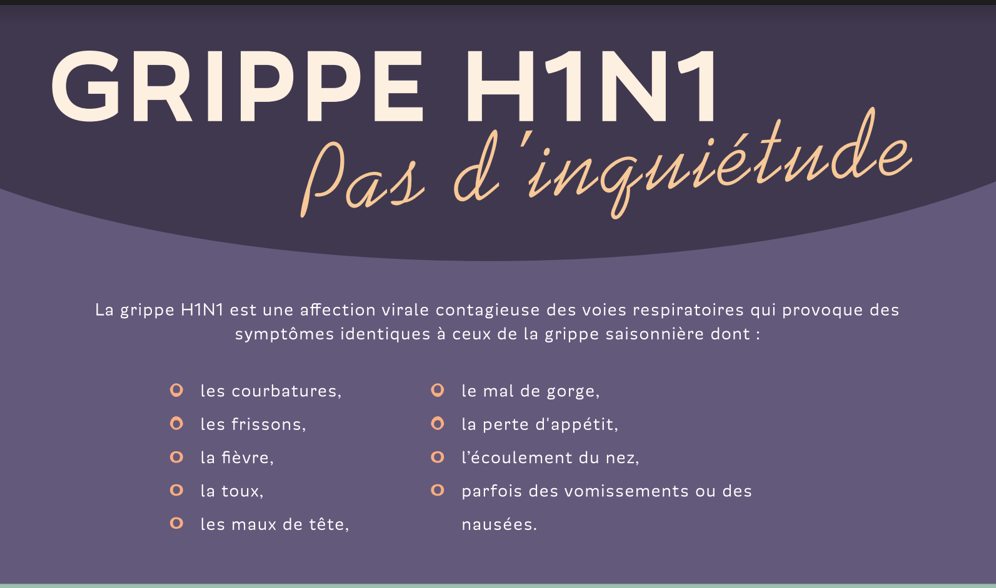 GRIPPE H1N1
Pas d'inquiétude
La grippe H1N1 est une affection virale contagieuse des voies respiratoires qui provoque des
symptômes identiques à ceux de la grippe saisonnière dont :
les courbatures,
les frissons,
la fièvre,
la toux,
les maux de tête,
le mal de gorge,
la perte d'appétit,
l’écoulement du nez,
parfois des vomissements ou des
nausées.